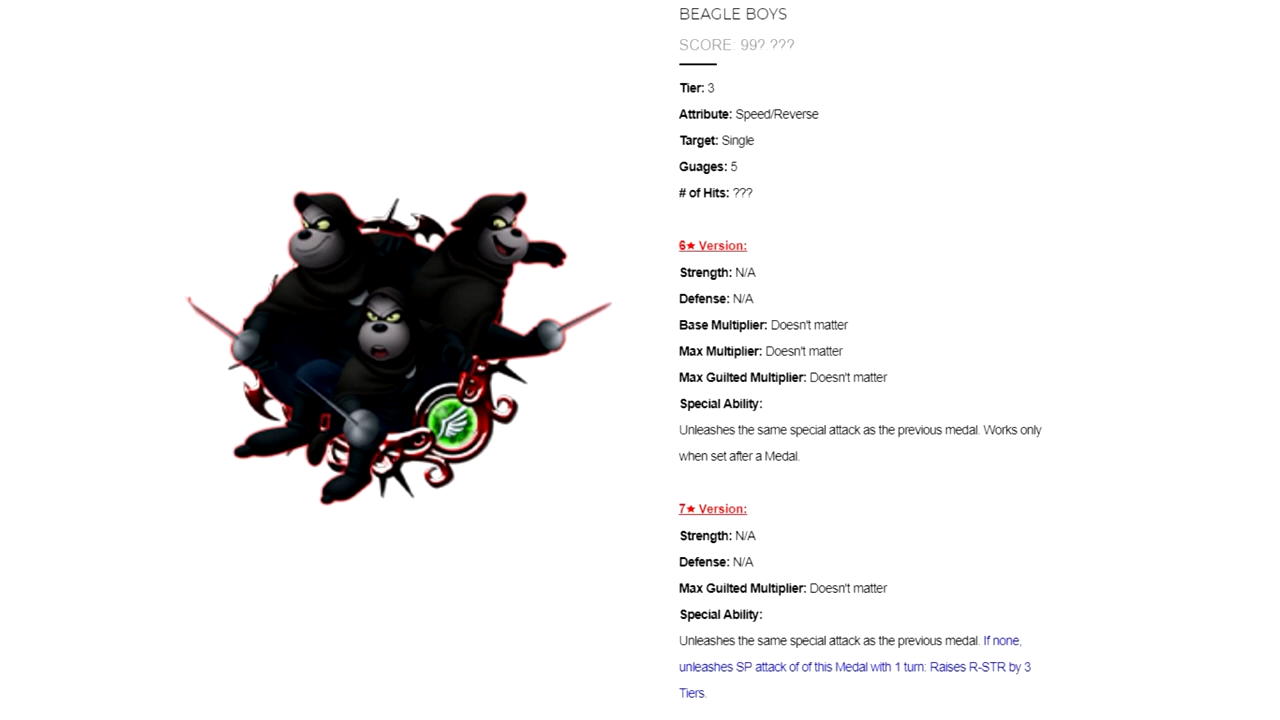 BEAGLE BOYS
SCORE: 99? ???
Tier: 3
Attribute: Speed/Reverse
Target: Single
Guages: 5
# of Hits: ???
6★ Version:
Strength: N/A
Defense: N/A
Base Multiplier: Doesn't matter
Max Multiplier: Doesn't matter
Max Guilted Multiplier: Doesn't matter
Special Ability:
Unleashes the same special attack as the previous medal. Works only
when set after a Medal.
7★ Version:
Strength: N/A
Defense: N/A
Max Guilted Multiplier: Doesn't matter
Special Ability:
Unleashes the same special attack as the previous medal. If none,
unleashes SP attack of of this Medal with 1 turn: Raises R-STR by 3
Tiers.